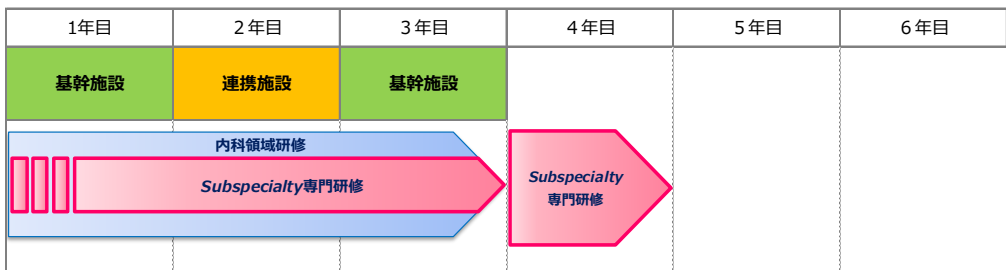 1年目 2年目 3年目 4年目 5年目 6年目
基幹施設 連携施設 基幹施設
内科領域研修
Subspecialty専門研修
Subspecialty
専門研修